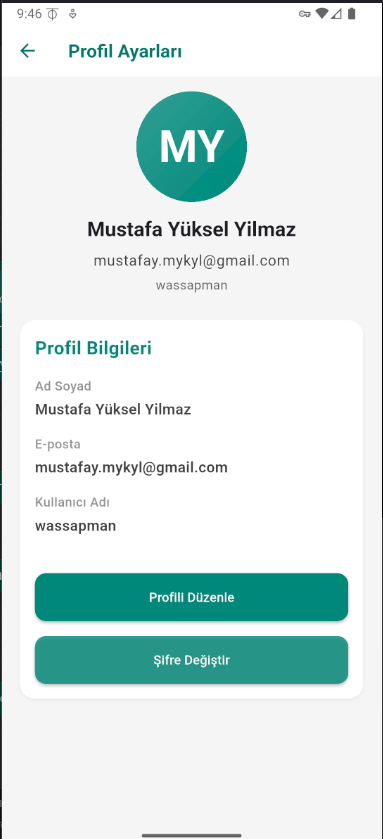 9:46
Profil Ayarları
MY
Mustafa Yüksel Yilmaz
mustafay.mykyl@gmail.com
wassapman
Profil Bilgileri
Ad Soyad
Mustafa Yüksel Yilmaz
E-posta
mustafay.mykyl@gmail.com
Kullanıcı Adı
wassapman
Profili Düzenle
Şifre Değiştir